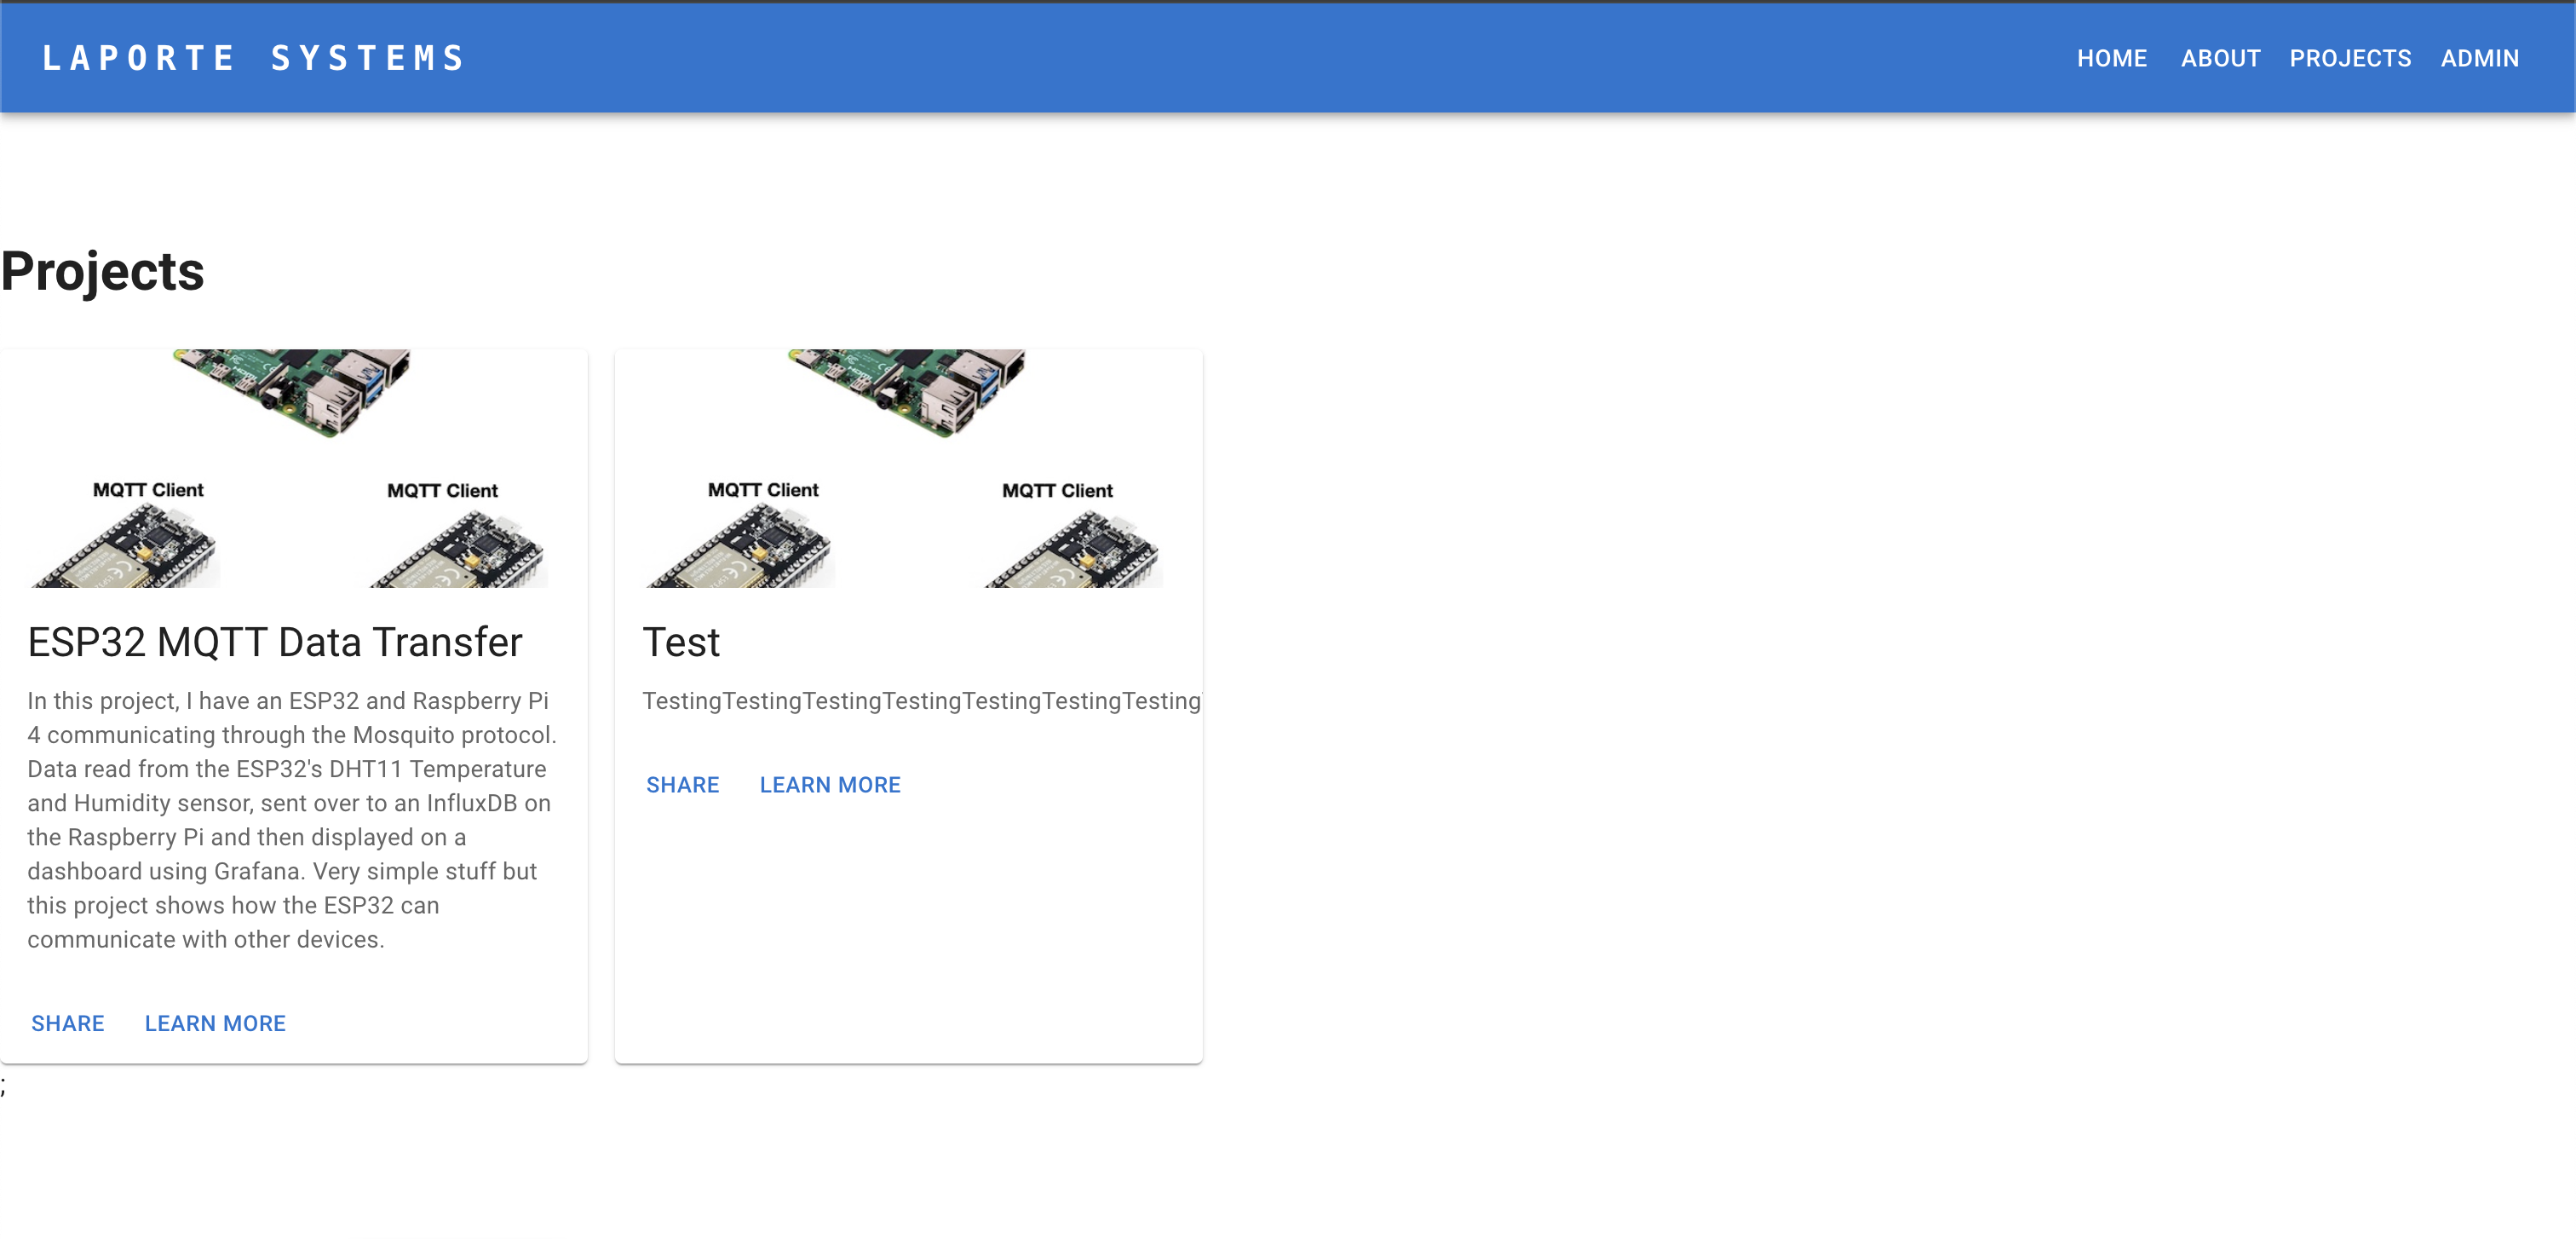 LAPORTE SYSTEMS
HOME ABOUT PROJECTS ADMIN
Projects
MQTT Client MQTT Client
ESP32 MQTT Data Transfer
In this project, I have an ESP32 and Raspberry Pi
4 communicating through the Mosquito protocol.
Data read from the ESP32's DHT11 Temperature
and Humidity sensor, sent over to an InfluxDB on
the Raspberry Pi and then displayed on a
dashboard using Grafana. Very simple stuff but
this project shows how the ESP32 can
communicate with other devices.
SHARE LEARN MORE
MQTT Client MQTT Client
Test
TestingTestingTestingTestingTestingTestingTesting
SHARE LEARN MORE
;